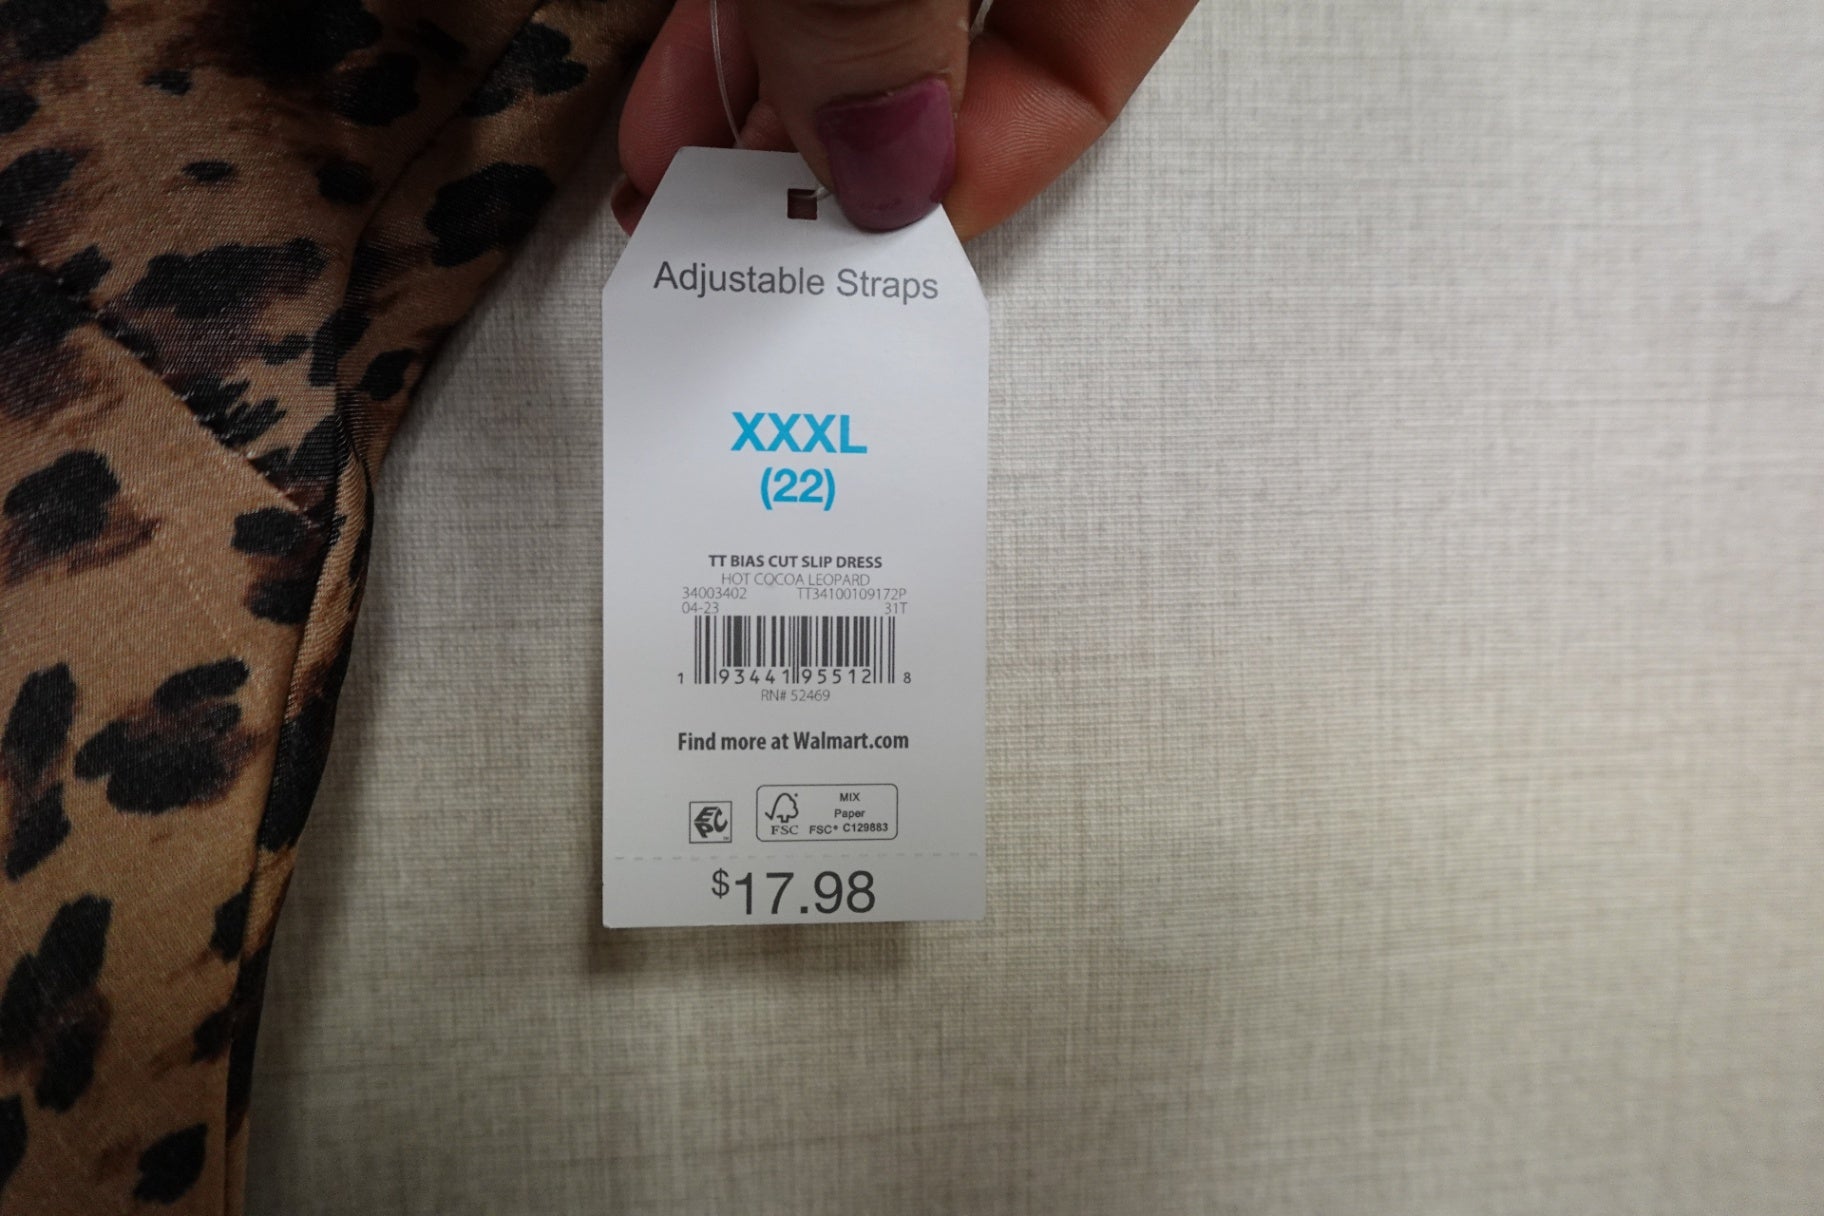 Adjustable Straps
XXXL
(22)
TT BIAS CUT SLIP DRESS
HOT COCOA LEOPARD
34003402 TT34100109172P
04-23 31T
1 93441 95512 8
RN# 52469
Find more at Walmart.com
EPC
FSC
MIX
Paper
FSC® C129883
$17.98